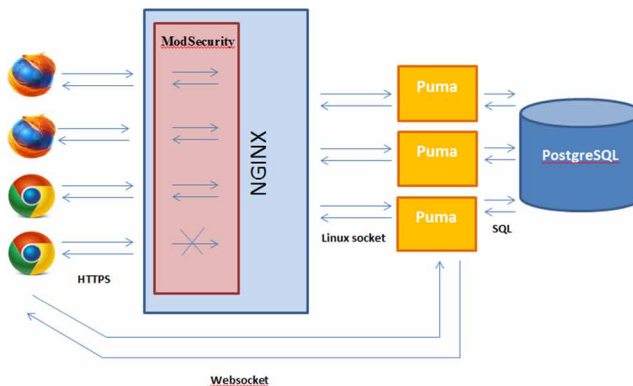 ModSecurity
NGINX
Puma
Puma
Puma
PostgreSQL
Linux socket
SQL
HTTPS
Websocket